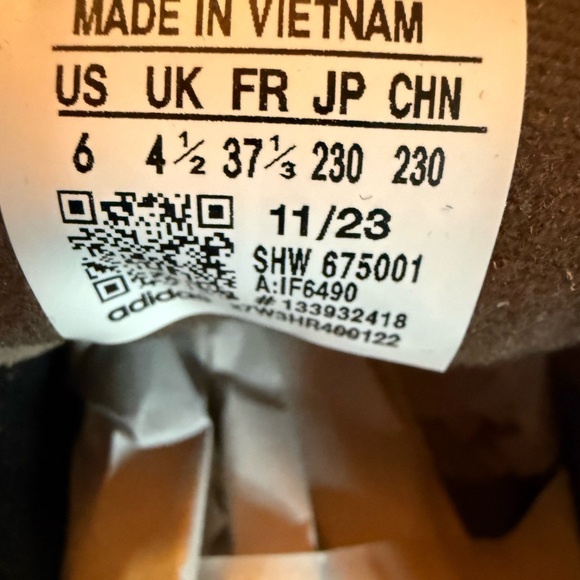 MADE IN VIETNAM
US UK FR JP CHN
6 4½ 37⅓ 230 230
11/23
SHW 675001
A:IF6490
# 133932418
adidas